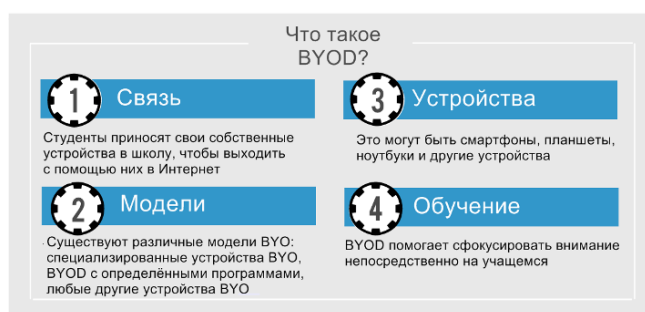 Что такое
BYOD?
1 Связь
Студенты приносят свои собственные
устройства в школу, чтобы выходить
с помощью них в Интернет
2 Модели
Существуют различные модели BYO:
специализированные устройства BYO,
BYOD с определёнными программами,
любые другие устройства BYO
3 Устройства
Это могут быть смартфоны, планшеты,
ноутбуки и другие устройства
4 Обучение
BYOD помогает сфокусировать внимание
непосредственно на учащемся